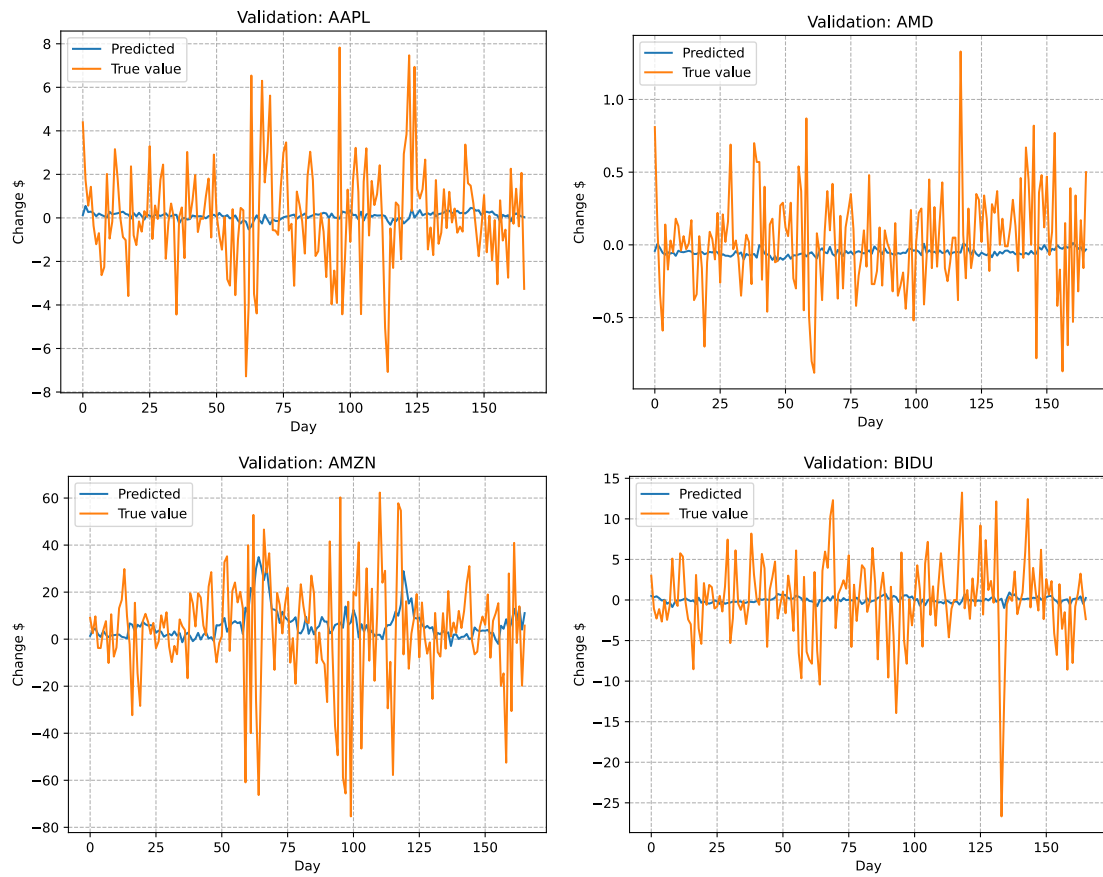 Validation: AAPL
Predicted
True value
Change $
8
6
4
2
0
−2
−4
−6
−8
0 25 50 75 100 125 150
Day
Validation: AMD
Predicted
True value
Change $
1.0
0.5
0.0
−0.5
0 25 50 75 100 125 150
Day
Validation: AMZN
Predicted
True value
Change $
60
40
20
0
−20
−40
−60
−80
0 25 50 75 100 125 150
Day
Validation: BIDU
Predicted
True value
Change $
15
10
5
0
−5
−10
−15
−20
−25
0 25 50 75 100 125 150
Day